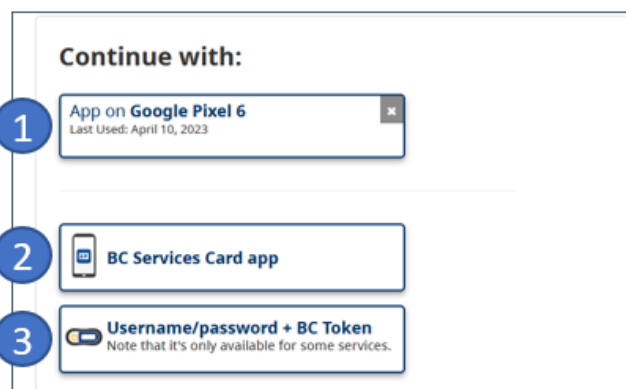 Continue with:
1
App on Google Pixel 6
Last Used: April 10, 2023
2
BC Services Card app
3
Username/password + BC Token
Note that it's only available for some services.